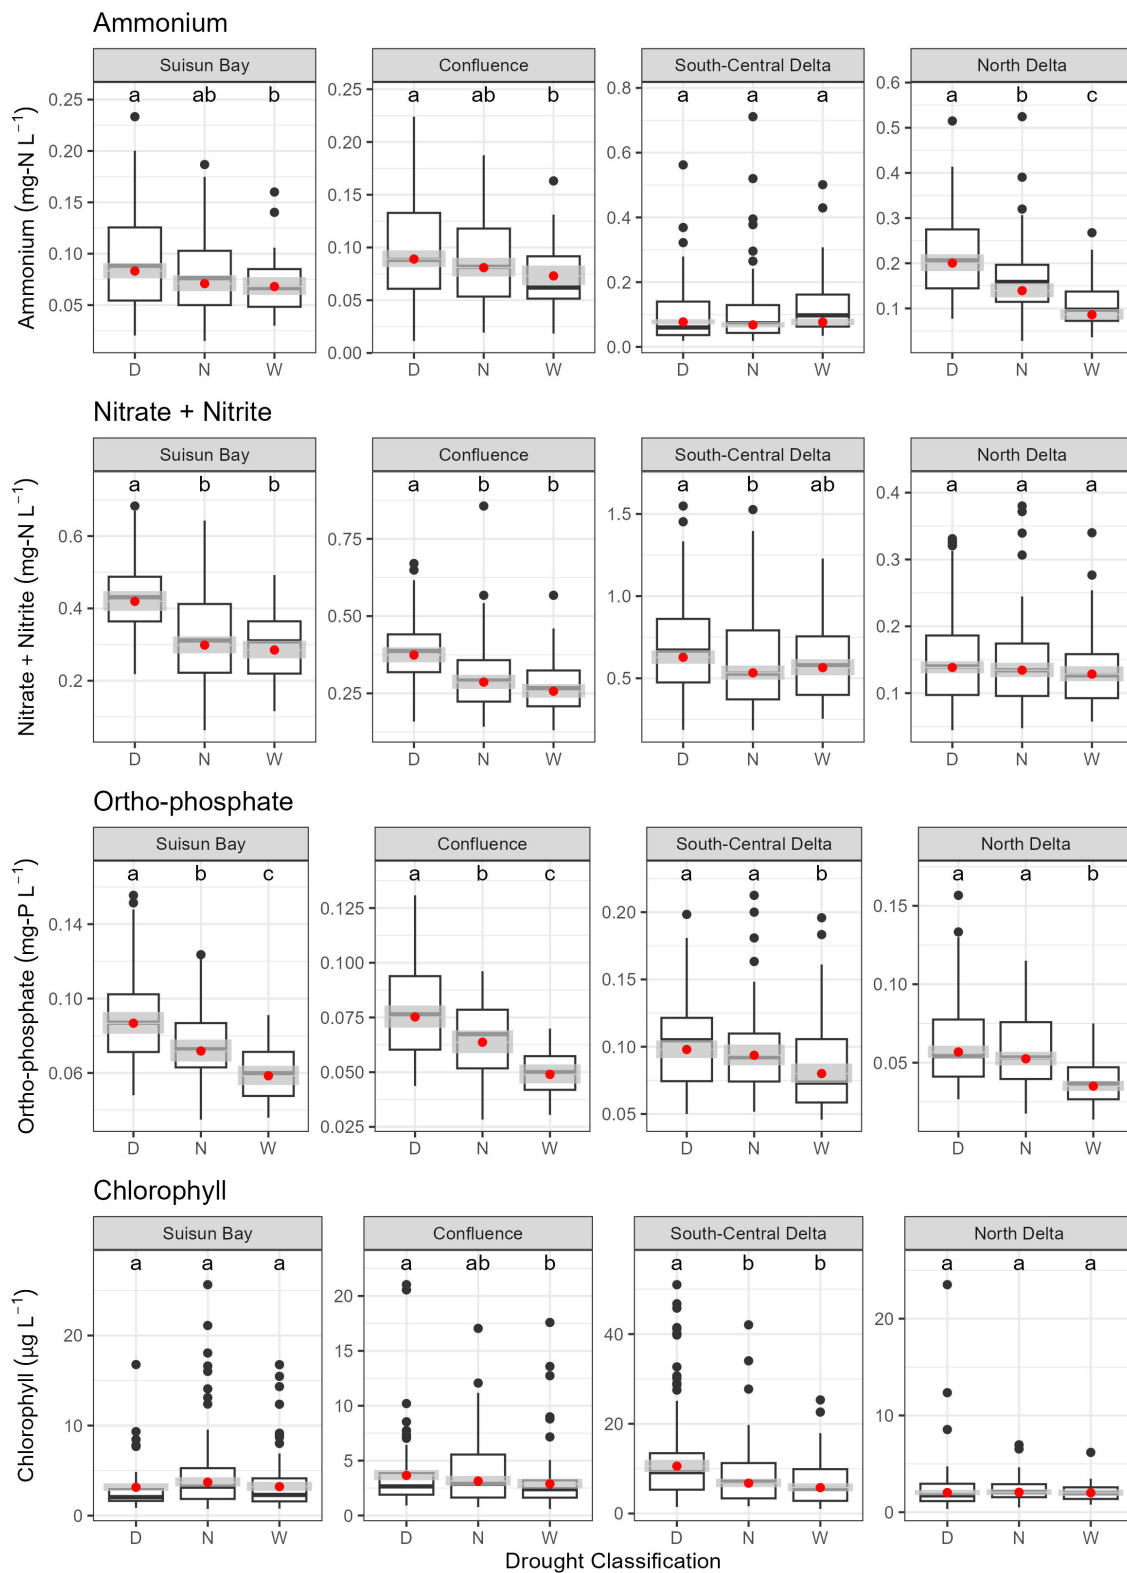 Ammonium
Suisun Bay Confluence South-Central Delta North Delta
Ammonium (mg-N L⁻¹)
a ab b a ab b a a a a b c
0.25 0.20 0.15 0.10 0.05
0.25 0.20 0.15 0.10 0.05 0.00
0.8 0.6 0.4 0.2 0.0
0.6 0.5 0.4 0.3 0.2 0.1
D N W D N W D N W D N W
Nitrate + Nitrite
Suisun Bay Confluence South-Central Delta North Delta
Nitrate + Nitrite (mg-N L⁻¹)
a b b a b b a b ab a a a
0.6 0.4 0.2
0.75 0.50 0.25
1.5 1.0 0.5
0.4 0.3 0.2 0.1
D N W D N W D N W D N W
Ortho-phosphate
Suisun Bay Confluence South-Central Delta North Delta
Ortho-phosphate (mg-P L⁻¹)
a b c a b c a a b a a b
0.14 0.10 0.06
0.125 0.100 0.075 0.050 0.025
0.20 0.15 0.10 0.05
0.15 0.10 0.05
D N W D N W D N W D N W
Chlorophyll
Suisun Bay Confluence South-Central Delta North Delta
Chlorophyll (µg L⁻¹)
a a a a ab b a b b a a a
20 10 0
20 15 10 5 0
40 20 0
20 10 0
D N W D N W D N W D N W
Drought Classification